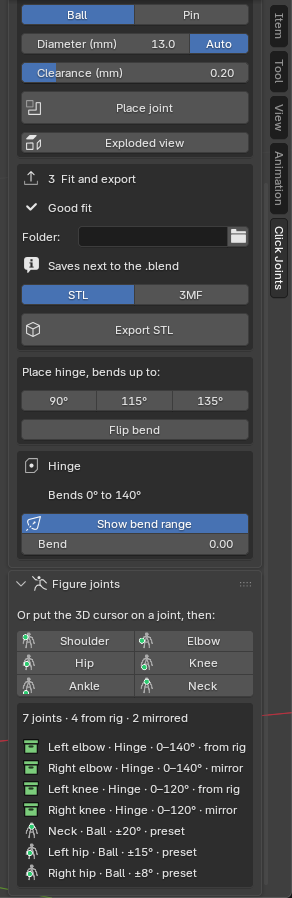 Ball Pin
Diameter (mm) 13.0 Auto
Clearance (mm) 0.20
Place joint
Exploded view
3 Fit and export
Good fit
Folder:
Saves next to the .blend
STL 3MF
Export STL
Place hinge, bends up to:
90° 115° 135°
Flip bend
Hinge
Bends 0° to 140°
Show bend range
Bend 0.00
Figure joints
Or put the 3D cursor on a joint, then:
Shoulder Elbow
Hip Knee
Ankle Neck
7 joints · 4 from rig · 2 mirrored
Left elbow · Hinge · 0–140° · from rig
Right elbow · Hinge · 0–140° · mirror
Left knee · Hinge · 0–120° · from rig
Right knee · Hinge · 0–120° · mirror
Neck · Ball · ±20° · preset
Left hip · Ball · ±15° · preset
Right hip · Ball · ±8° · preset
Item
Tool
View
Animation
Click Joints